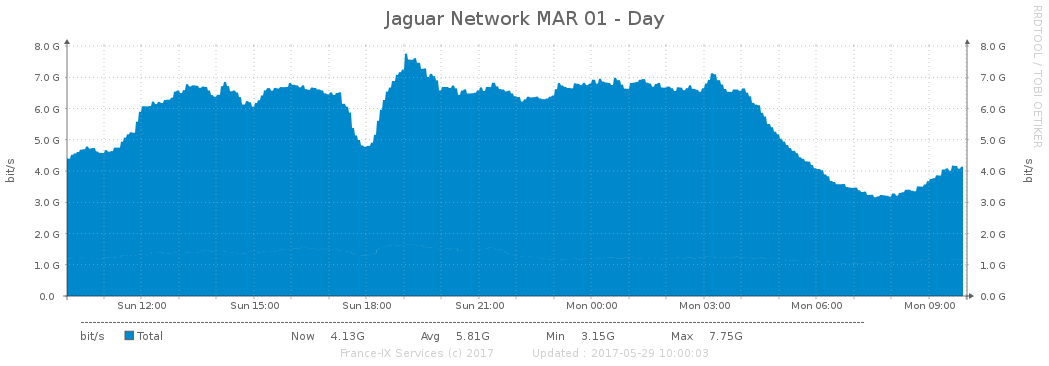 Jaguar Network MAR 01 - Day
RRDTOOL / TOBI OETIKER
bit/s
8.0 G 8.0 G
7.0 G 7.0 G
6.0 G 6.0 G
5.0 G 5.0 G
4.0 G 4.0 G
3.0 G 3.0 G
2.0 G 2.0 G
1.0 G 1.0 G
0.0 0.0 G
bit/s
Sun 12:00 Sun 15:00 Sun 18:00 Sun 21:00 Mon 00:00 Mon 03:00 Mon 06:00 Mon 09:00
bit/s Total Now 4.13G Avg 5.81G Min 3.15G Max 7.75G
France-IX Services (c) 2017 Updated : 2017-05-29 10:00:03